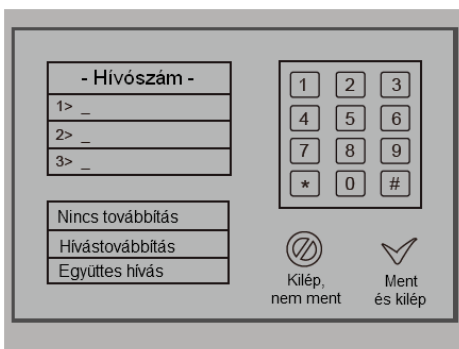 - Hívószám -
1> _
2> _
3> _
Nincs továbbítás
Hívástovábbítás
Együttes hívás
1 2 3
4 5 6
7 8 9
* 0 #
Kilép,
nem ment
Ment
és kilép